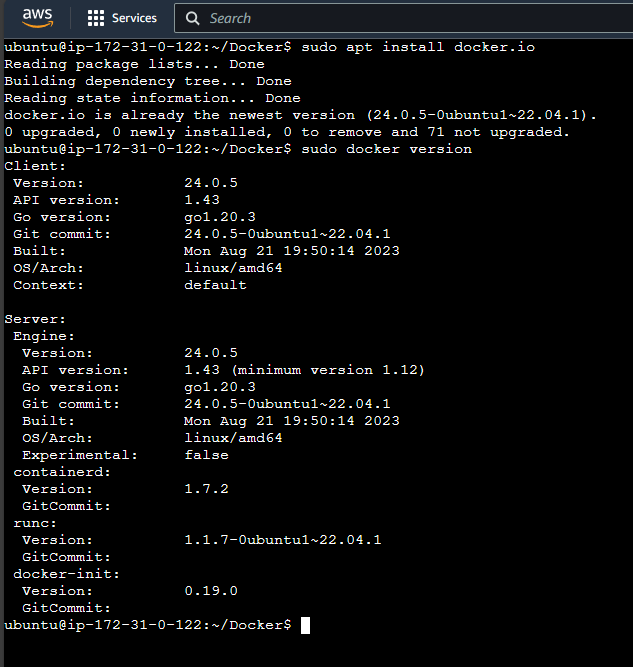 aws
Services
Search
ubuntu@ip-172-31-0-122:~/Docker$ sudo apt install docker.io
Reading package lists... Done
Building dependency tree... Done
Reading state information... Done
docker.io is already the newest version (24.0.5-0ubuntu1~22.04.1).
0 upgraded, 0 newly installed, 0 to remove and 71 not upgraded.
ubuntu@ip-172-31-0-122:~/Docker$ sudo docker version
Client:
 Version:           24.0.5
 API version:       1.43
 Go version:        go1.20.3
 Git commit:        24.0.5-0ubuntu1~22.04.1
 Built:             Mon Aug 21 19:50:14 2023
 OS/Arch:           linux/amd64
 Context:           default

Server:
 Engine:
  Version:          24.0.5
  API version:      1.43 (minimum version 1.12)
  Go version:       go1.20.3
  Git commit:       24.0.5-0ubuntu1~22.04.1
  Built:            Mon Aug 21 19:50:14 2023
  OS/Arch:          linux/amd64
  Experimental:     false
 containerd:
  Version:          1.7.2
  GitCommit:
 runc:
  Version:          1.1.7-0ubuntu1~22.04.1
  GitCommit:
 docker-init:
  Version:          0.19.0
  GitCommit:
ubuntu@ip-172-31-0-122:~/Docker$